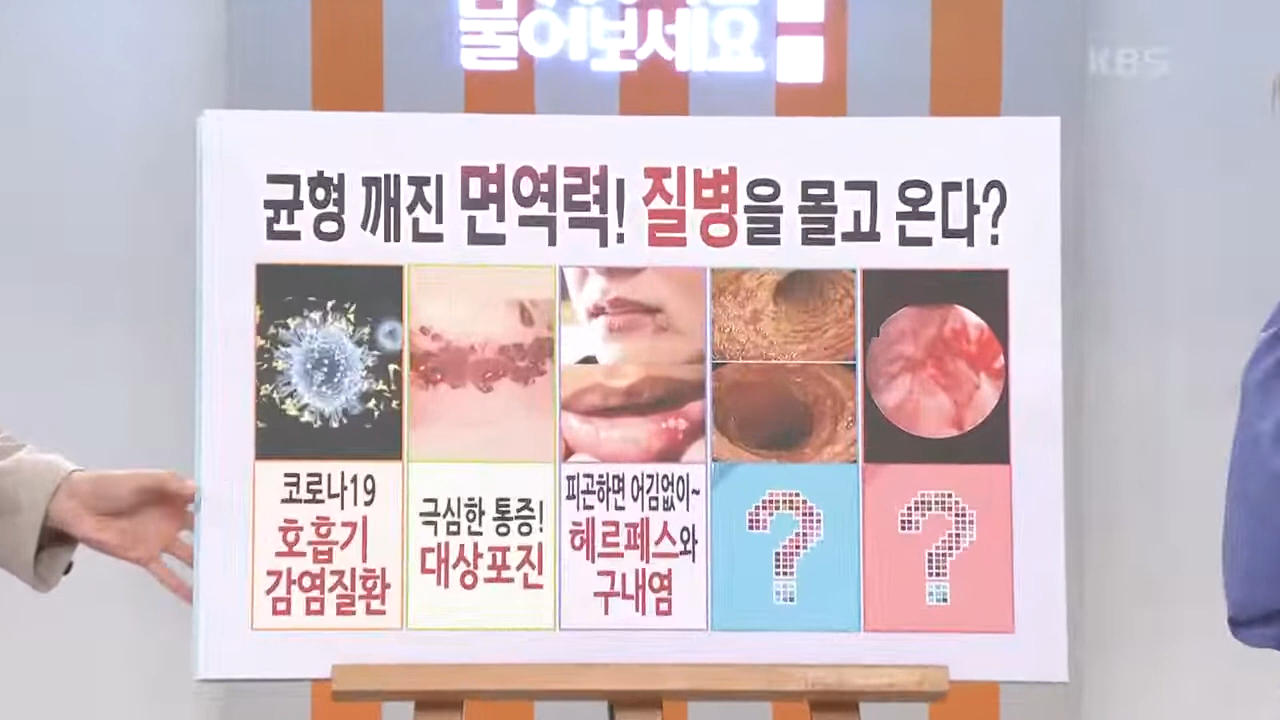 물어보세요
KBS
균형 깨진 면역력! 질병을 몰고 온다?
코로나19
호흡기
감염질환
극심한 통증!
대상포진
피곤하면 어김없이~
헤르페스와
구내염
?
?